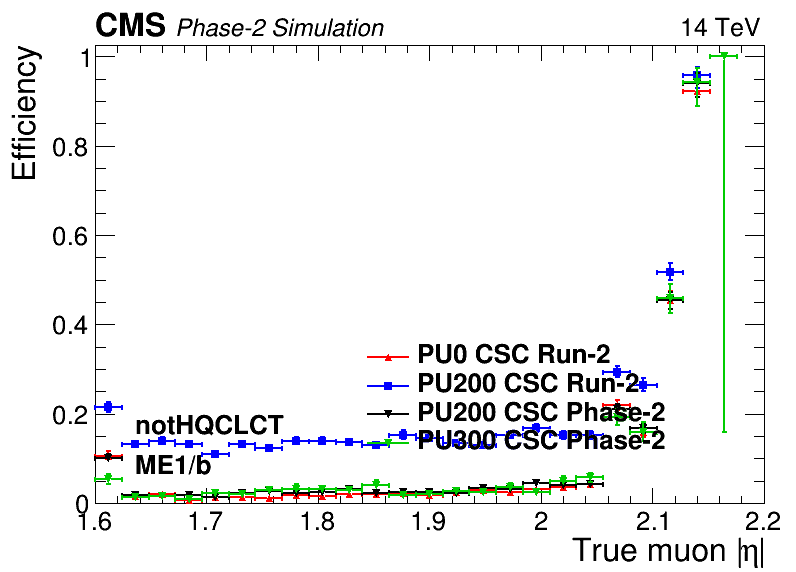 CMS Phase-2 Simulation 14 TeV
Efficiency
1
0.8
0.6
0.4
0.2
0
PU0 CSC Run-2
PU200 CSC Run-2
PU200 CSC Phase-2
PU300 CSC Phase-2
notHQCLCT
ME1/b
1.6 1.7 1.8 1.9 2 2.1 2.2
True muon |η|